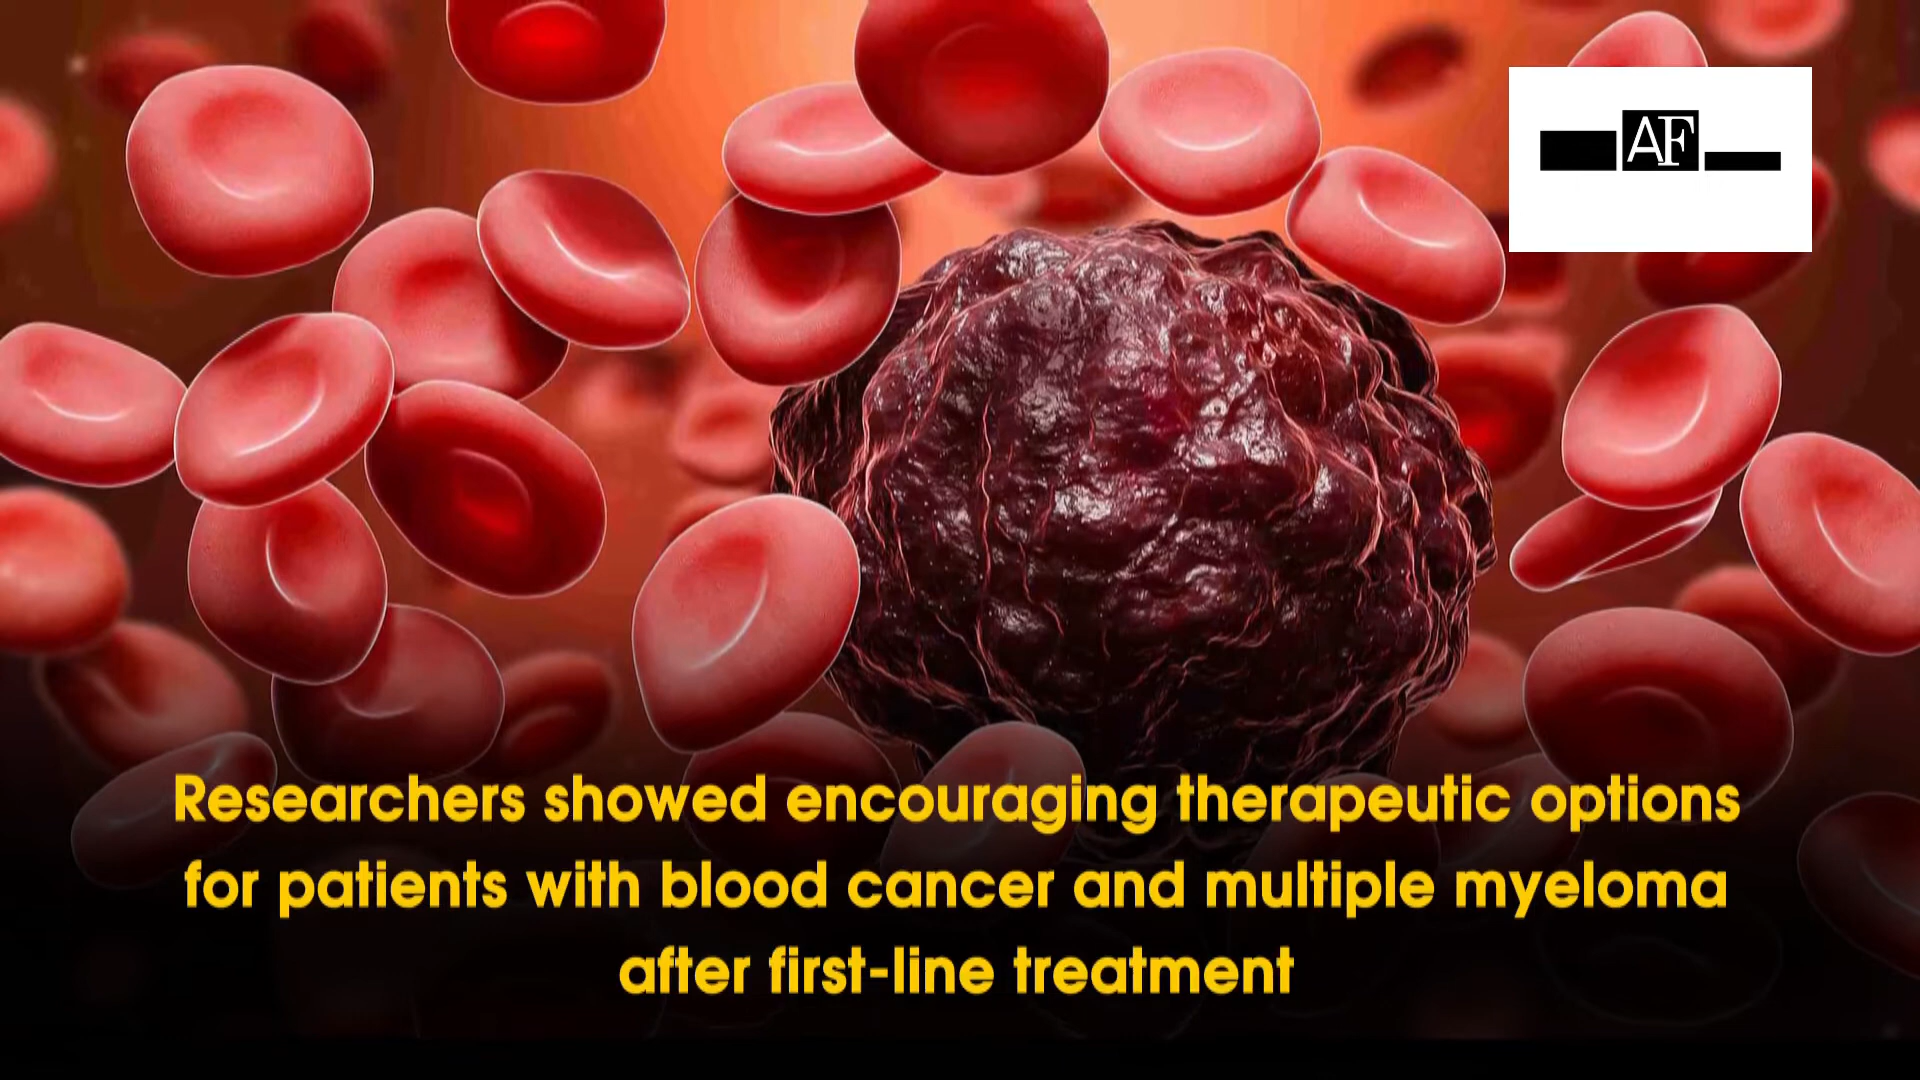 AF
Researchers showed encouraging therapeutic options
for patients with blood cancer and multiple myeloma
after first-line treatment